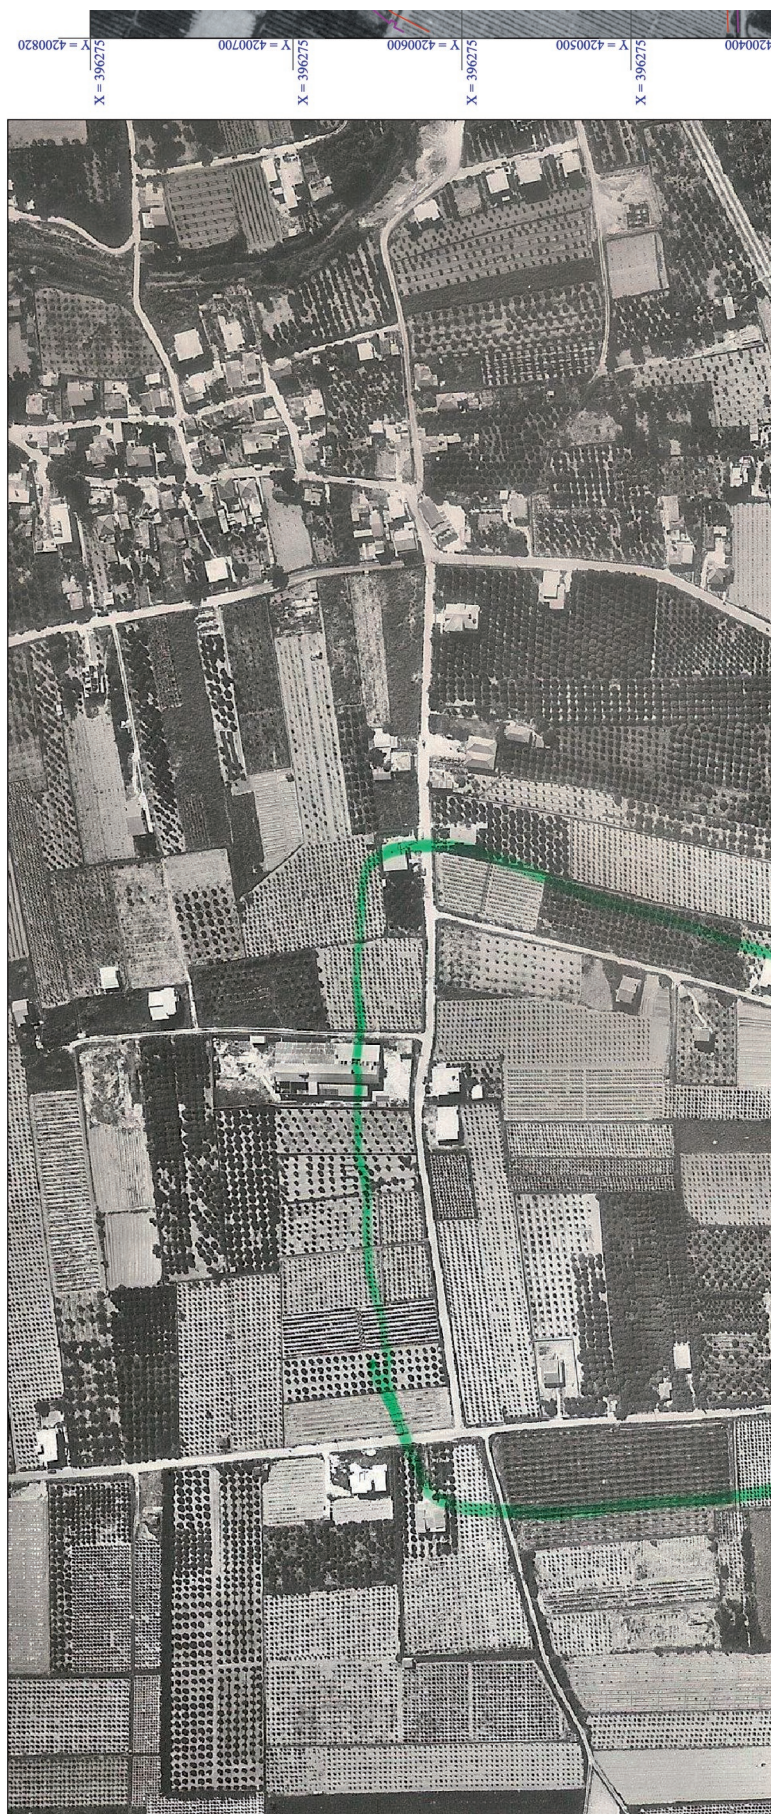 Y = 4200820
Y = 4200700
Y = 4200600
Y = 4200500
4200400
X = 396275
X = 396275
X = 396275
X = 396275